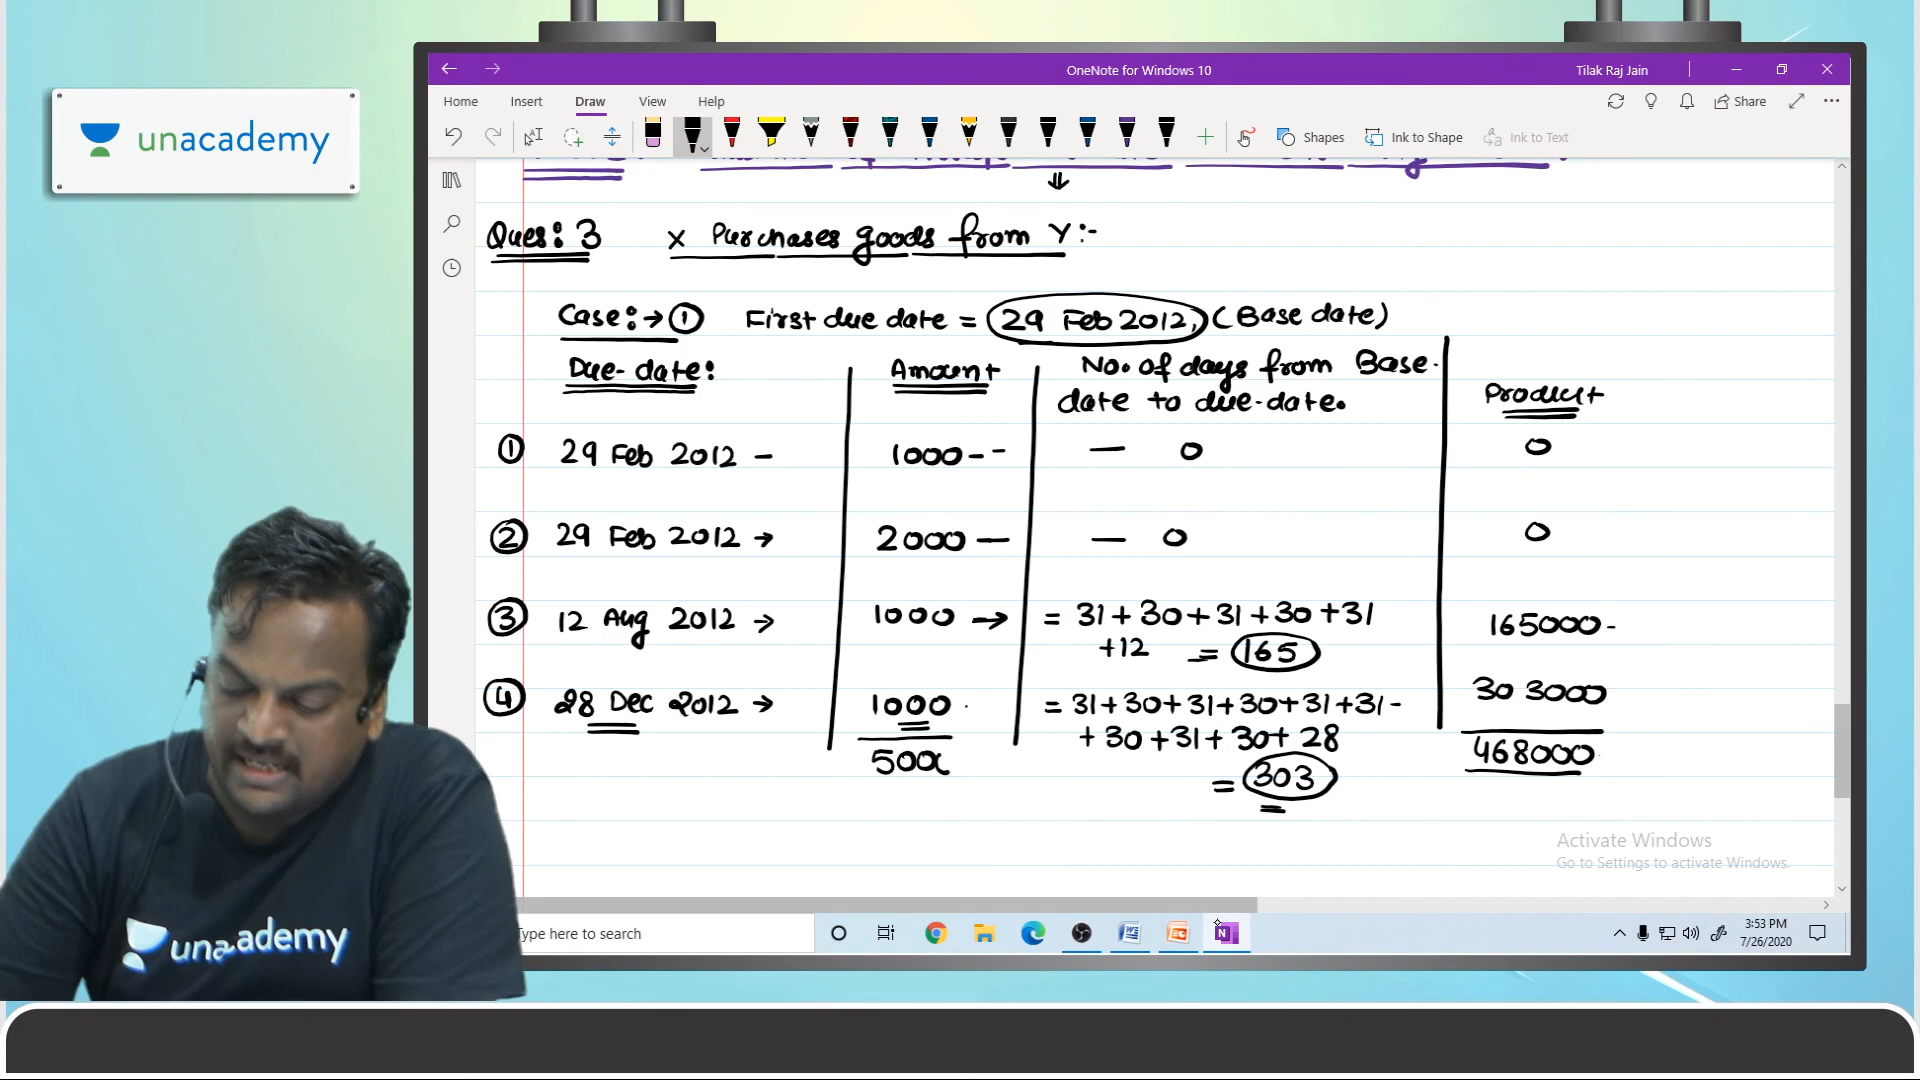 unacademy
OneNote for Windows 10
Tilak Raj Jain
Home Insert Draw View Help
Share
Shapes Ink to Shape Ink to Text
Ques: 3 X Purchases goods from Y:-
Case:→ ① First due date = 29 Feb 2012, (Base date)
Due-date: Amount No. of days from Base
date to due-date. Product
① 29 Feb 2012 - 1000-- — 0 0
② 29 Feb 2012 → 2000 — — 0 0
③ 12 Aug 2012 → 1000 → = 31+30+31+30+31 165000-
+12 = 165
④ 28 Dec 2012 → 1000 = 31+30+31+30+31+31- 303000
+30+31+30+28
5000 468000
= 303
Activate Windows
Go to Settings to activate Windows.
Type here to search
3:53 PM
7/26/2020
unacademy